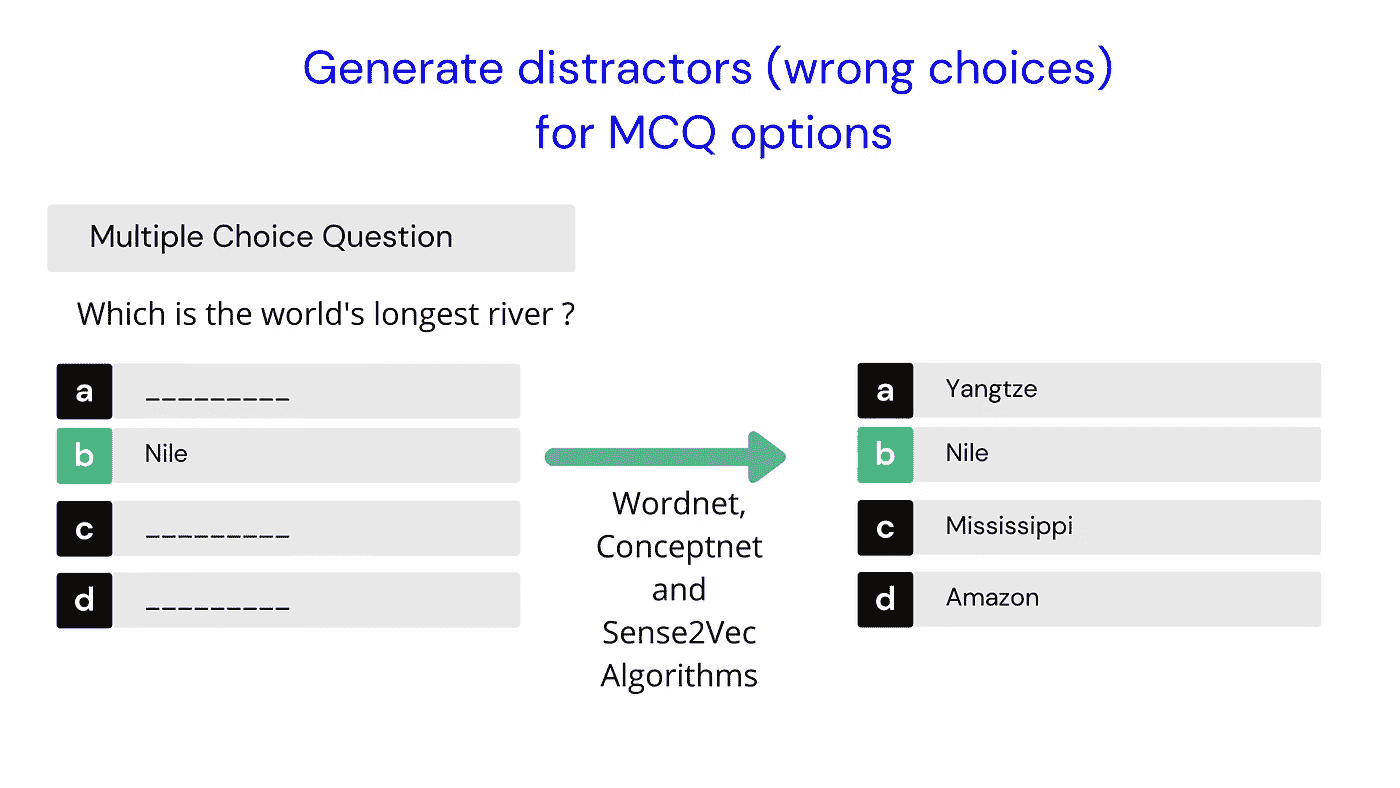 Generate distractors (wrong choices)
for MCQ options
Multiple Choice Question
Which is the world's longest river ?
a _________
b Nile
c _________
d _________
Wordnet,
Conceptnet
and
Sense2Vec
Algorithms
a Yangtze
b Nile
c Mississippi
d Amazon